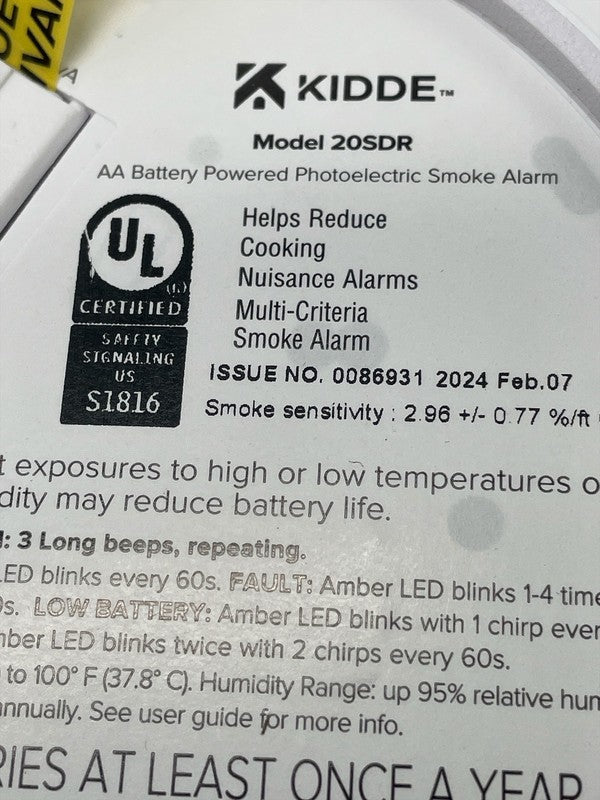 KIDDE™
Model 20SDR
AA Battery Powered Photoelectric Smoke Alarm
UL
CERTIFIED
SAFETY
SIGNALING
US
S1816
Helps Reduce
Cooking
Nuisance Alarms
Multi-Criteria
Smoke Alarm
ISSUE NO. 0086931 2024 Feb.07
Smoke sensitivity : 2.96 +/- 0.77 %/ft
t exposures to high or low temperatures o
dity may reduce battery life.
: 3 Long beeps, repeating.
LED blinks every 60s. FAULT: Amber LED blinks 1-4 time
0s. LOW BATTERY: Amber LED blinks with 1 chirp ever
mber LED blinks twice with 2 chirps every 60s.
to 100° F (37.8° C). Humidity Range: up 95% relative hum
annually. See user guide for more info.
RIES AT LEAST ONCE A YEAR